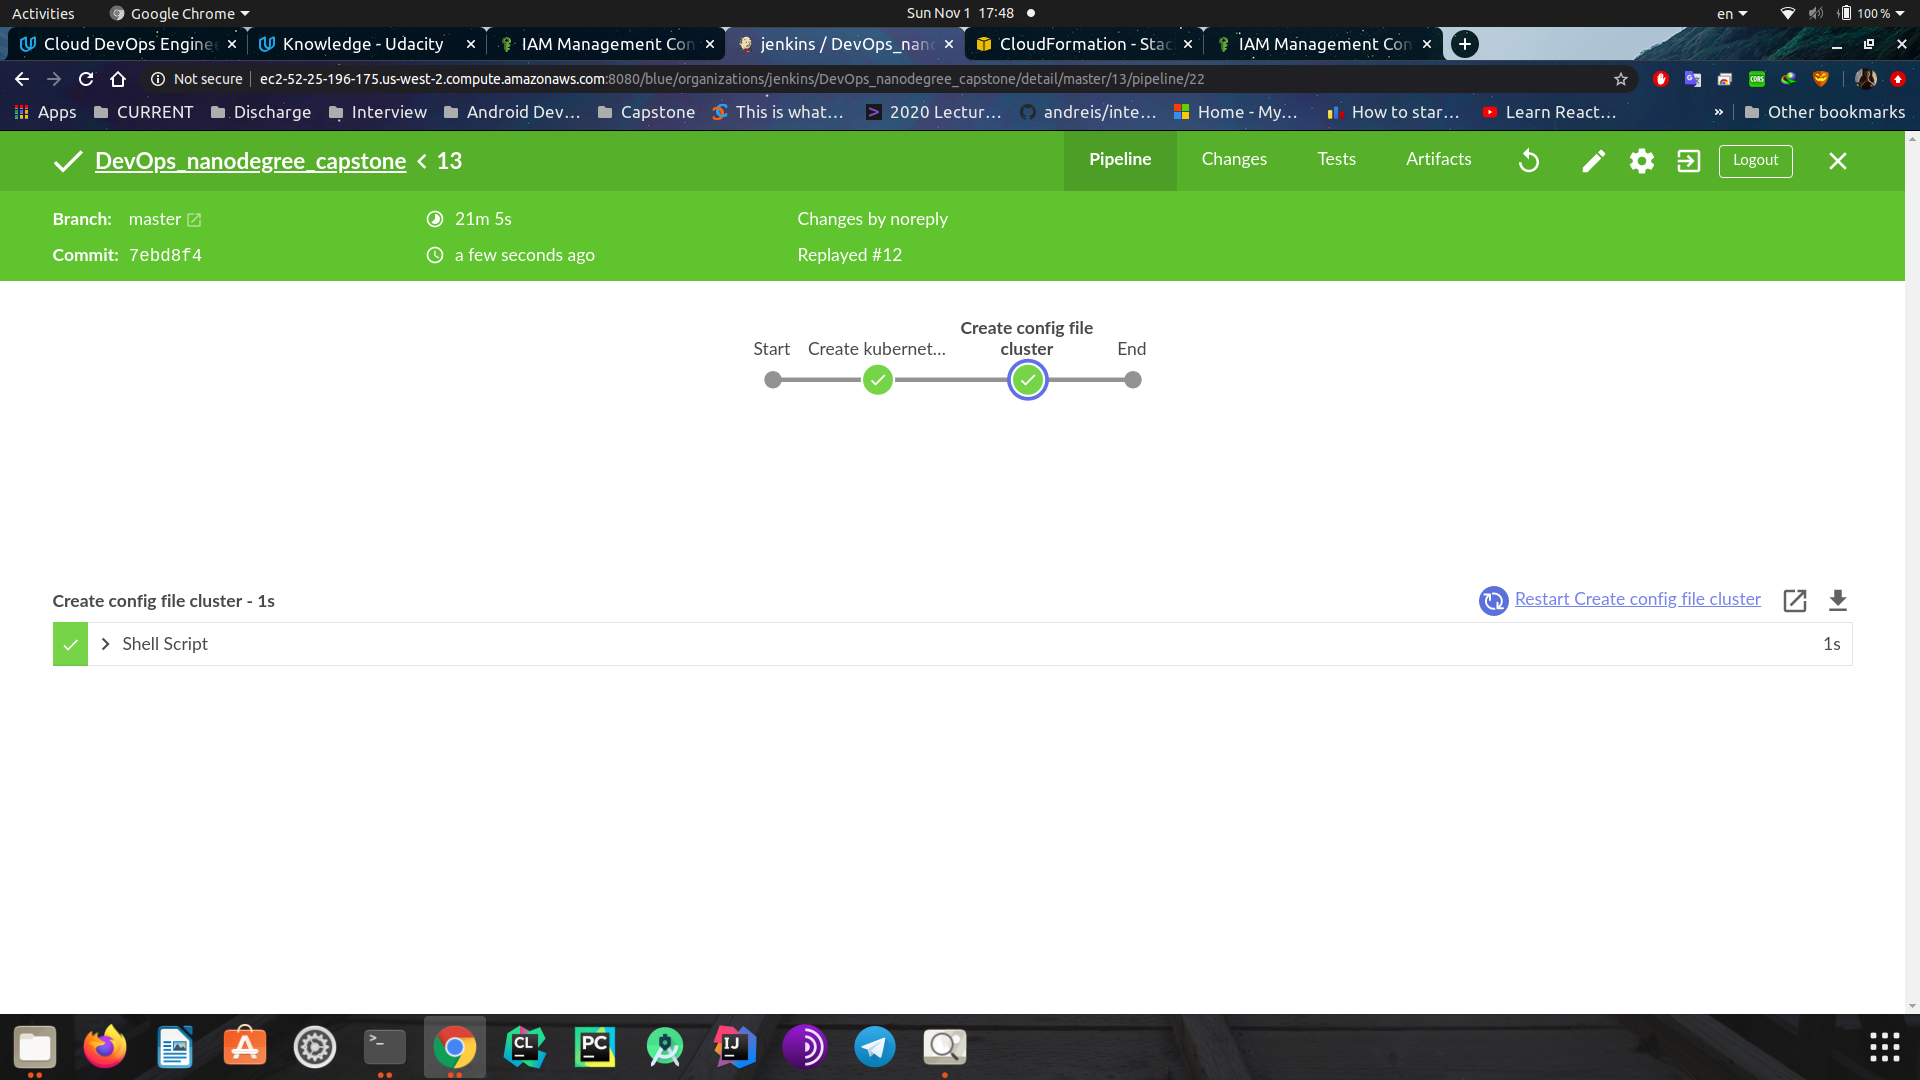 Activities
Google Chrome
Sun Nov 1 17:48
en
100 %
Cloud DevOps Engine
Knowledge - Udacity
IAM Management Con
jenkins / DevOps_nano
CloudFormation - Stac
IAM Management Con
Not secure
ec2-52-25-196-175.us-west-2.compute.amazonaws.com:8080/blue/organizations/jenkins/DevOps_nanodegree_capstone/detail/master/13/pipeline/22
Apps
CURRENT
Discharge
Interview
Android Dev...
Capstone
This is what...
2020 Lectur...
andreis/inte...
Home - My...
How to star...
Learn React...
»
Other bookmarks
DevOps_nanodegree_capstone < 13
Pipeline
Changes
Tests
Artifacts
Logout
Branch: master
21m 5s
Changes by noreply
Commit: 7ebd8f4
a few seconds ago
Replayed #12
Start
Create kubernet...
Create config file
cluster
End
Create config file cluster - 1s
Restart Create config file cluster
Shell Script
1s
CL
PC
IJ